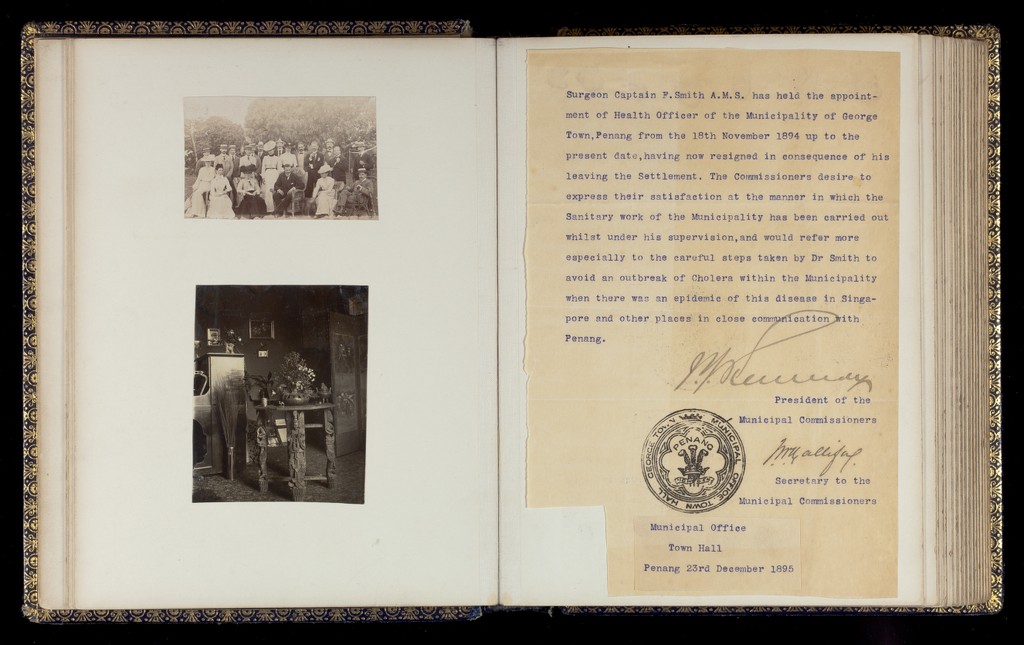 Surgeon Captain F.Smith A.M.S. has held the appoint-
ment of Health Officer of the Municipality of George
Town,Penang from the 18th November 1894 up to the
present date,having now resigned in consequence of his
leaving the Settlement. The Commissioners desire to
express their satisfaction at the manner in which the
Sanitary work of the Municipality has been carried out
whilst under his supervision,and would refer more
especially to the careful steps taken by Dr Smith to
avoid an outbreak of Cholera within the Municipality
when there was an epidemic of this disease in Singa-
pore and other places in close communication with
Penang.
President of the
Municipal Commissioners
GEORGE TOWN MUNICIPAL OFFICE TOWN HALL
PENANG
Secretary to the
Municipal Commissioners
Municipal Office
Town Hall
Penang 23rd December 1895